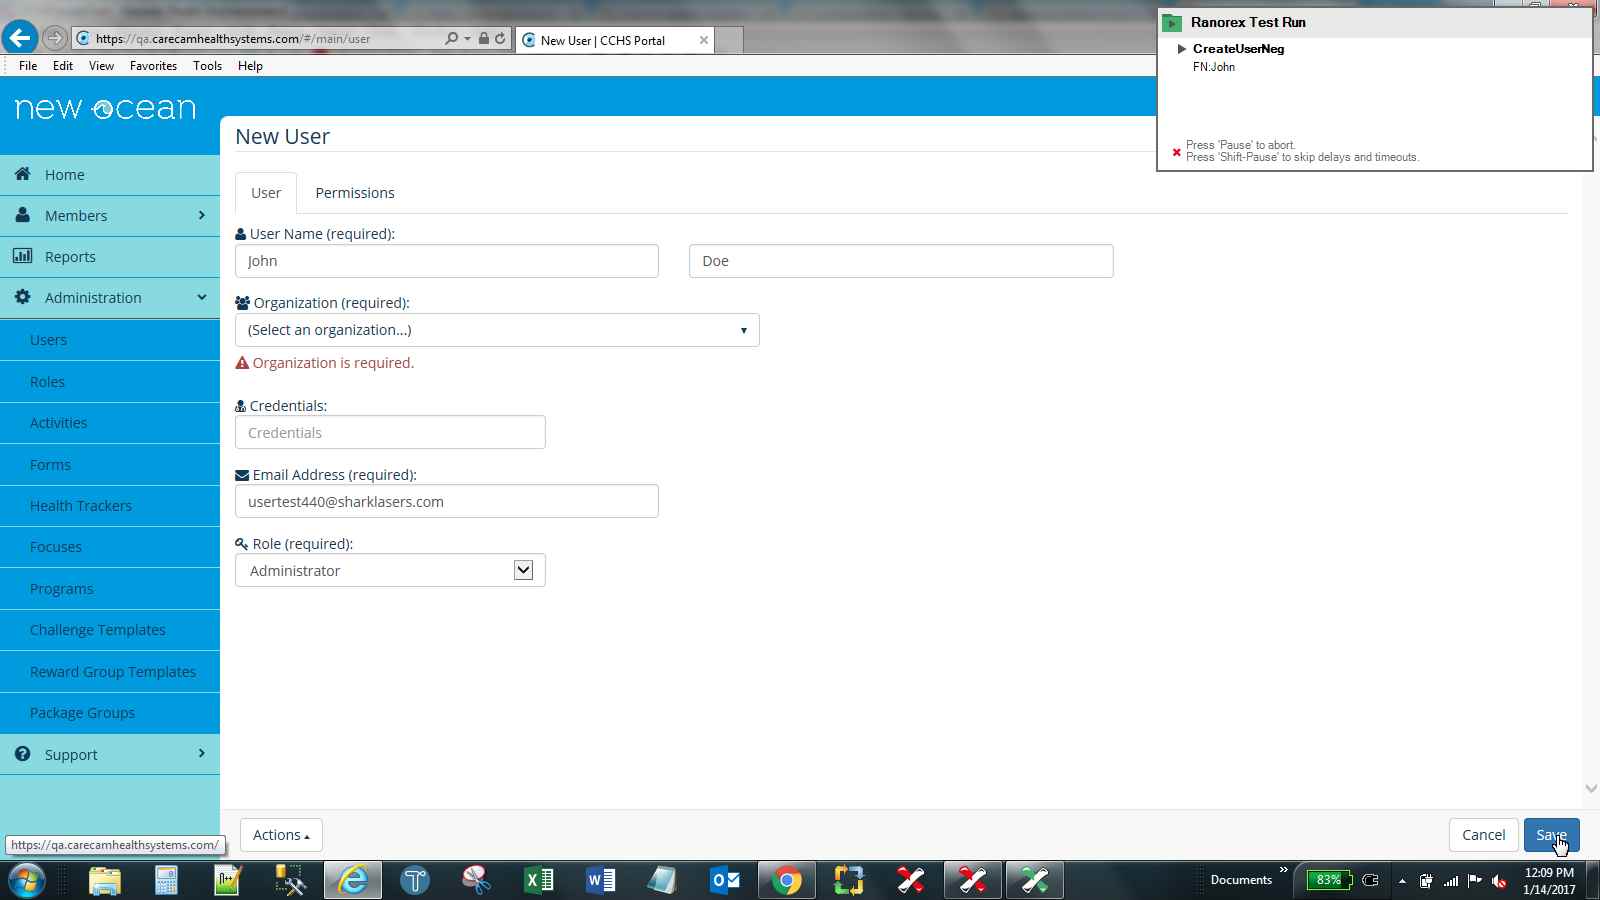 https://qa.carecamhealthsystems.com/#/main/user
New User | CCHS Portal
File Edit View Favorites Tools Help
Ranorex Test Run
CreateUserNeg
FN:John
Press 'Pause' to abort.
Press 'Shift-Pause' to skip delays and timeouts.
new ocean
Home
Members
Reports
Administration
Users
Roles
Activities
Forms
Health Trackers
Focuses
Programs
Challenge Templates
Reward Group Templates
Package Groups
Support
New User
User Permissions
User Name (required):
John Doe
Organization (required):
(Select an organization...)
Organization is required.
Credentials:
Credentials
Email Address (required):
usertest440@sharklasers.com
Role (required):
Administrator
Actions
Cancel Save
https://qa.carecamhealthsystems.com/
Documents
83%
12:09 PM
1/14/2017